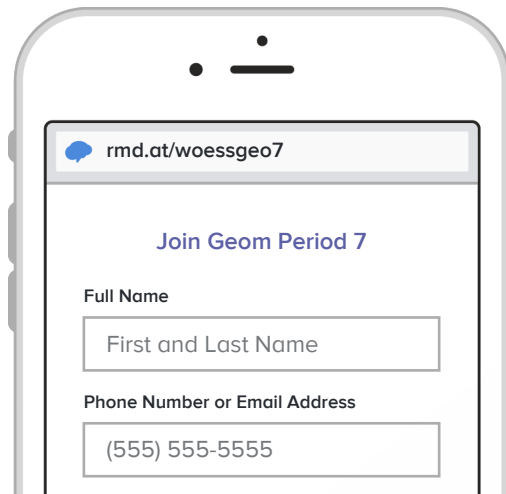 rmd.at/woessgeo7
Join Geom Period 7
Full Name
First and Last Name
Phone Number or Email Address
(555) 555-5555